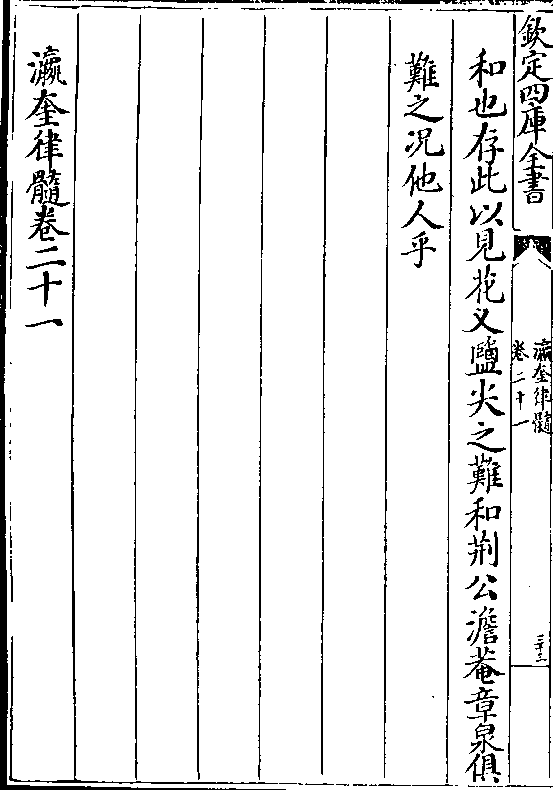 欽定四庫全書
瀛奎律髓
卷二十一
三十三
和也存此以見花义鹽尖之難和荆公澹菴章泉俱
難之况他人乎
瀛奎律髓卷二十一